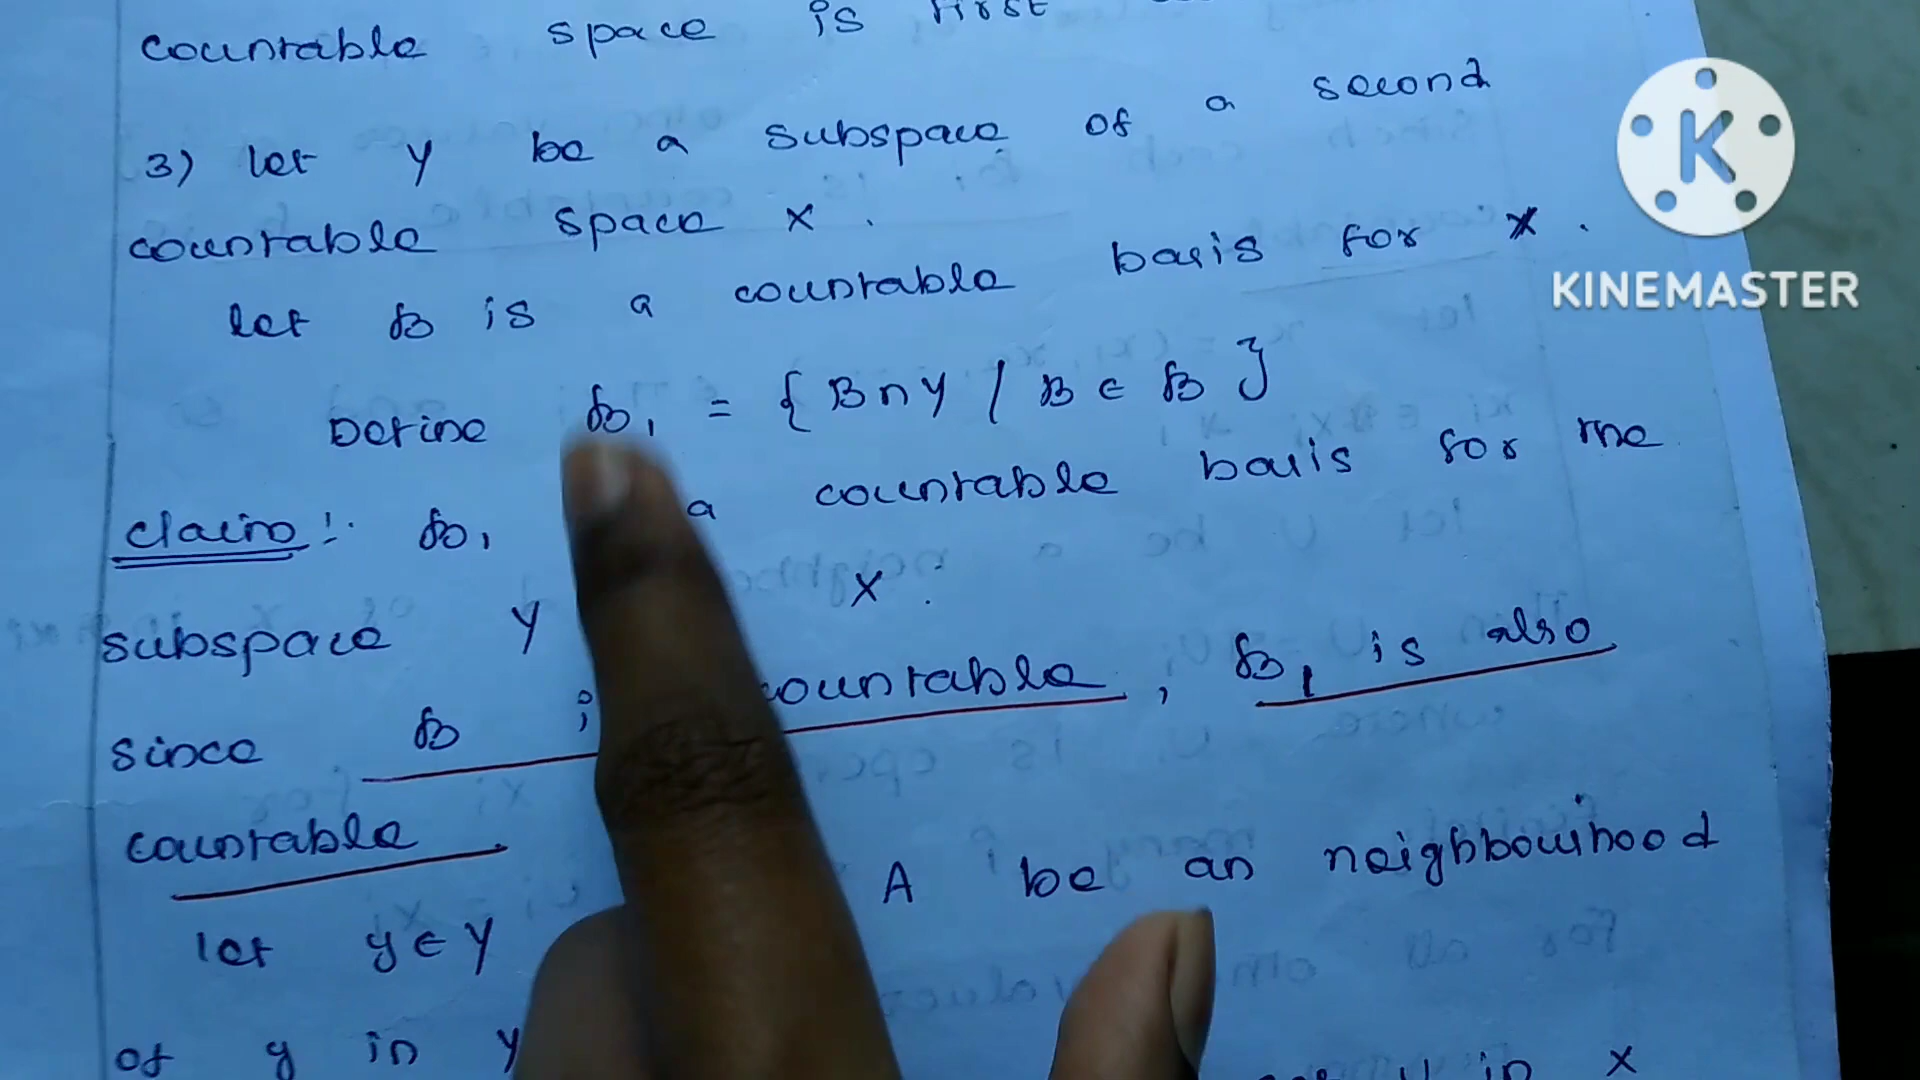 countable space is first
3) let y be a subspace of a second
countable space x.
let B is a countable basis for x.
Define B₁ = { B ∩ y / B ∈ B }
claim:- B₁ a countable basis for the
subspace y x.
since B countable, B₁ is also
countable.
let y ∈ y A be an neighbourhood
of y in y in x
K
KINEMASTER